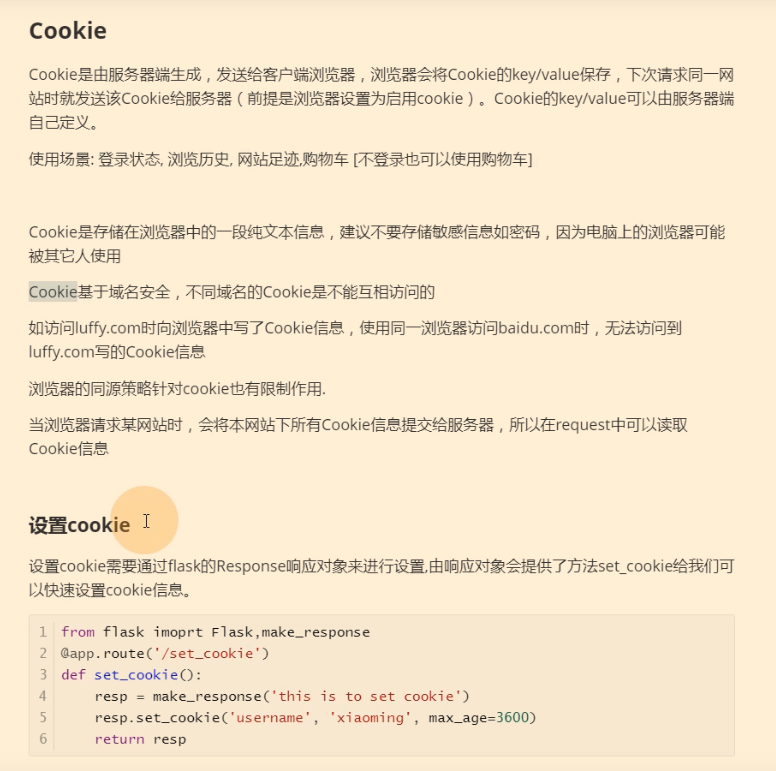 Cookie
Cookie是由服务器端生成，发送给客户端浏览器，浏览器会将Cookie的key/value保存，下次请求同一网
站时就发送该Cookie给服务器（前提是浏览器设置为启用cookie）。Cookie的key/value可以由服务器端
自己定义。
使用场景: 登录状态, 浏览历史, 网站足迹,购物车 [不登录也可以使用购物车]
Cookie是存储在浏览器中的一段纯文本信息，建议不要存储敏感信息如密码，因为电脑上的浏览器可能
被其它人使用
Cookie基于域名安全，不同域名的Cookie是不能互相访问的
如访问luffy.com时向浏览器中写了Cookie信息，使用同一浏览器访问baidu.com时，无法访问到
luffy.com写的Cookie信息
浏览器的同源策略针对cookie也有限制作用.
当浏览器请求某网站时，会将本网站下所有Cookie信息提交给服务器，所以在request中可以读取
Cookie信息
设置cookie
设置cookie需要通过flask的Response响应对象来进行设置,由响应对象会提供了方法set_cookie给我们可
以快速设置cookie信息。
1 from flask imoprt Flask,make_response
2 @app.route('/set_cookie')
3 def set_cookie():
4     resp = make_response('this is to set cookie')
5     resp.set_cookie('username', 'xiaoming', max_age=3600)
6     return resp